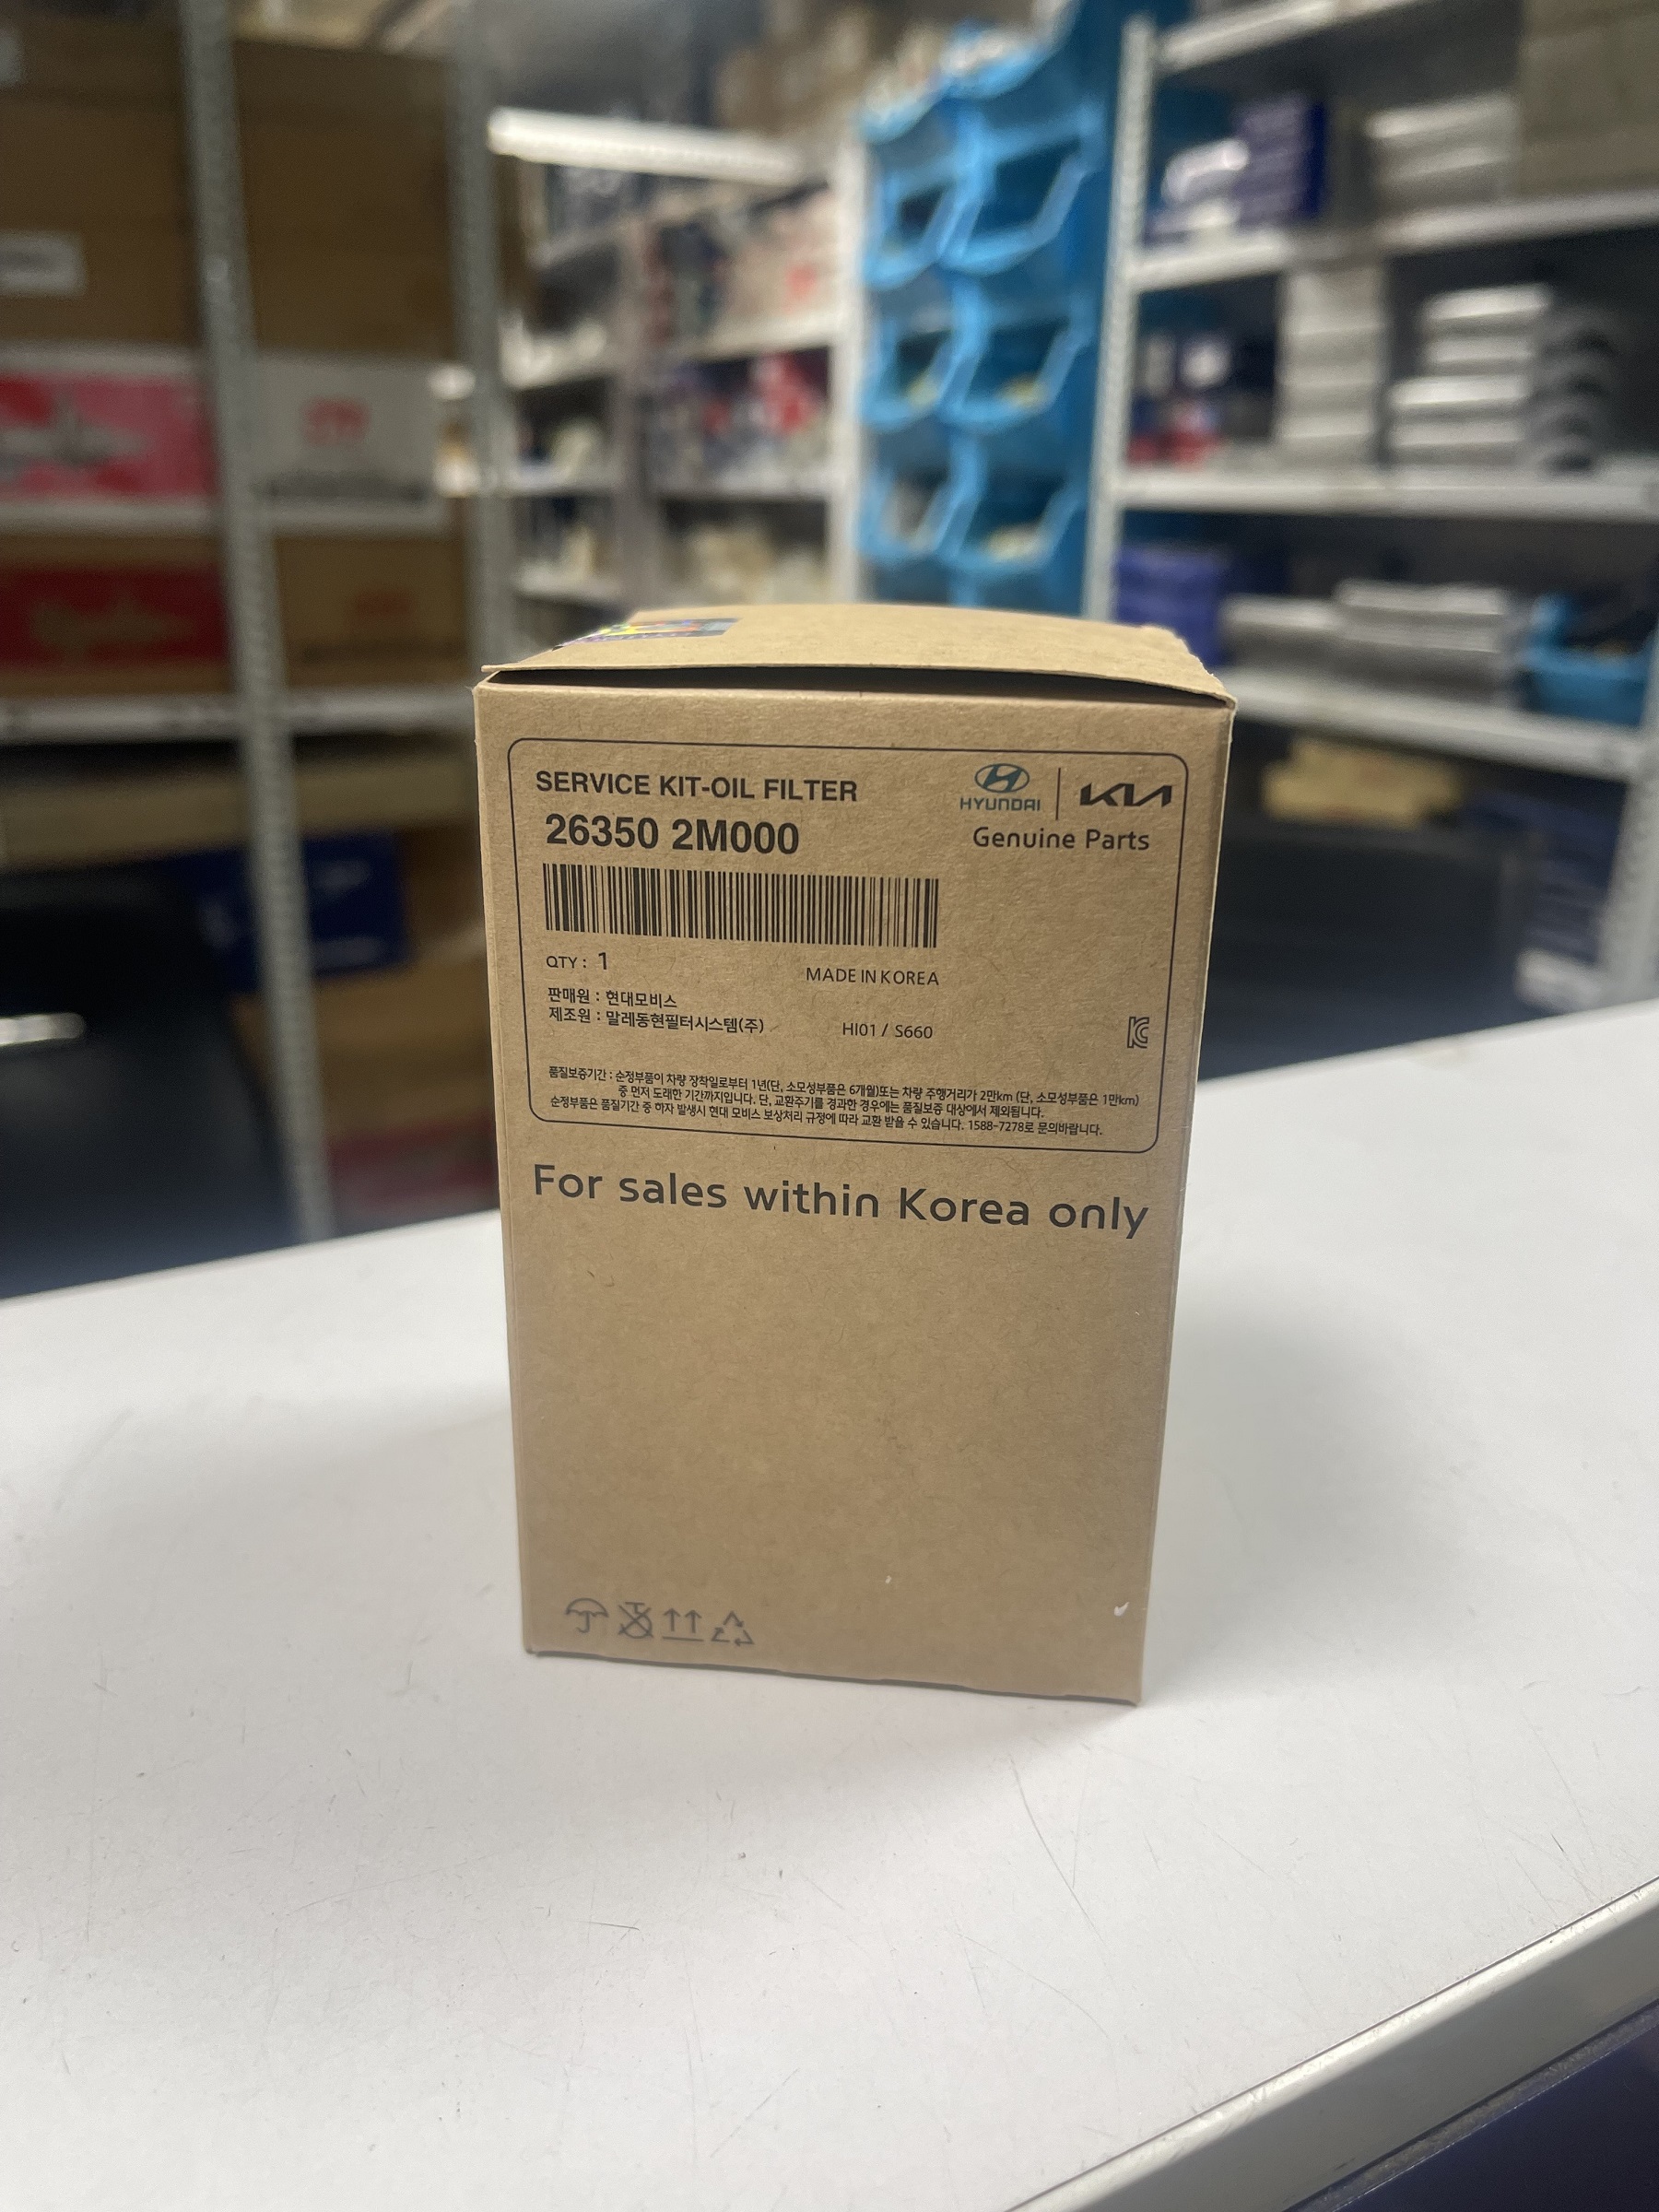 SERVICE KIT-OIL FILTER
HYUNDAI KIA
26350 2M000
Genuine Parts
QTY : 1
MADE IN KOREA
판매원 : 현대모비스
제조원 : 말레동현필터시스템(주)
HI01 / S660
품질보증기간 : 순정부품이 차량 장착일로부터 1년(단, 소모성부품은 6개월)또는 차량 주행거리가 2만km (단, 소모성부품은 1만km)
중 먼저 도래한 기간까지입니다. 단, 교환주기를 경과한 경우에는 품질보증 대상에서 제외됩니다.
순정부품은 품질기간 중 하자 발생시 현대 모비스 보상처리 규정에 따라 교환 받을 수 있습니다. 1588-7278로 문의바랍니다.
For sales within Korea only